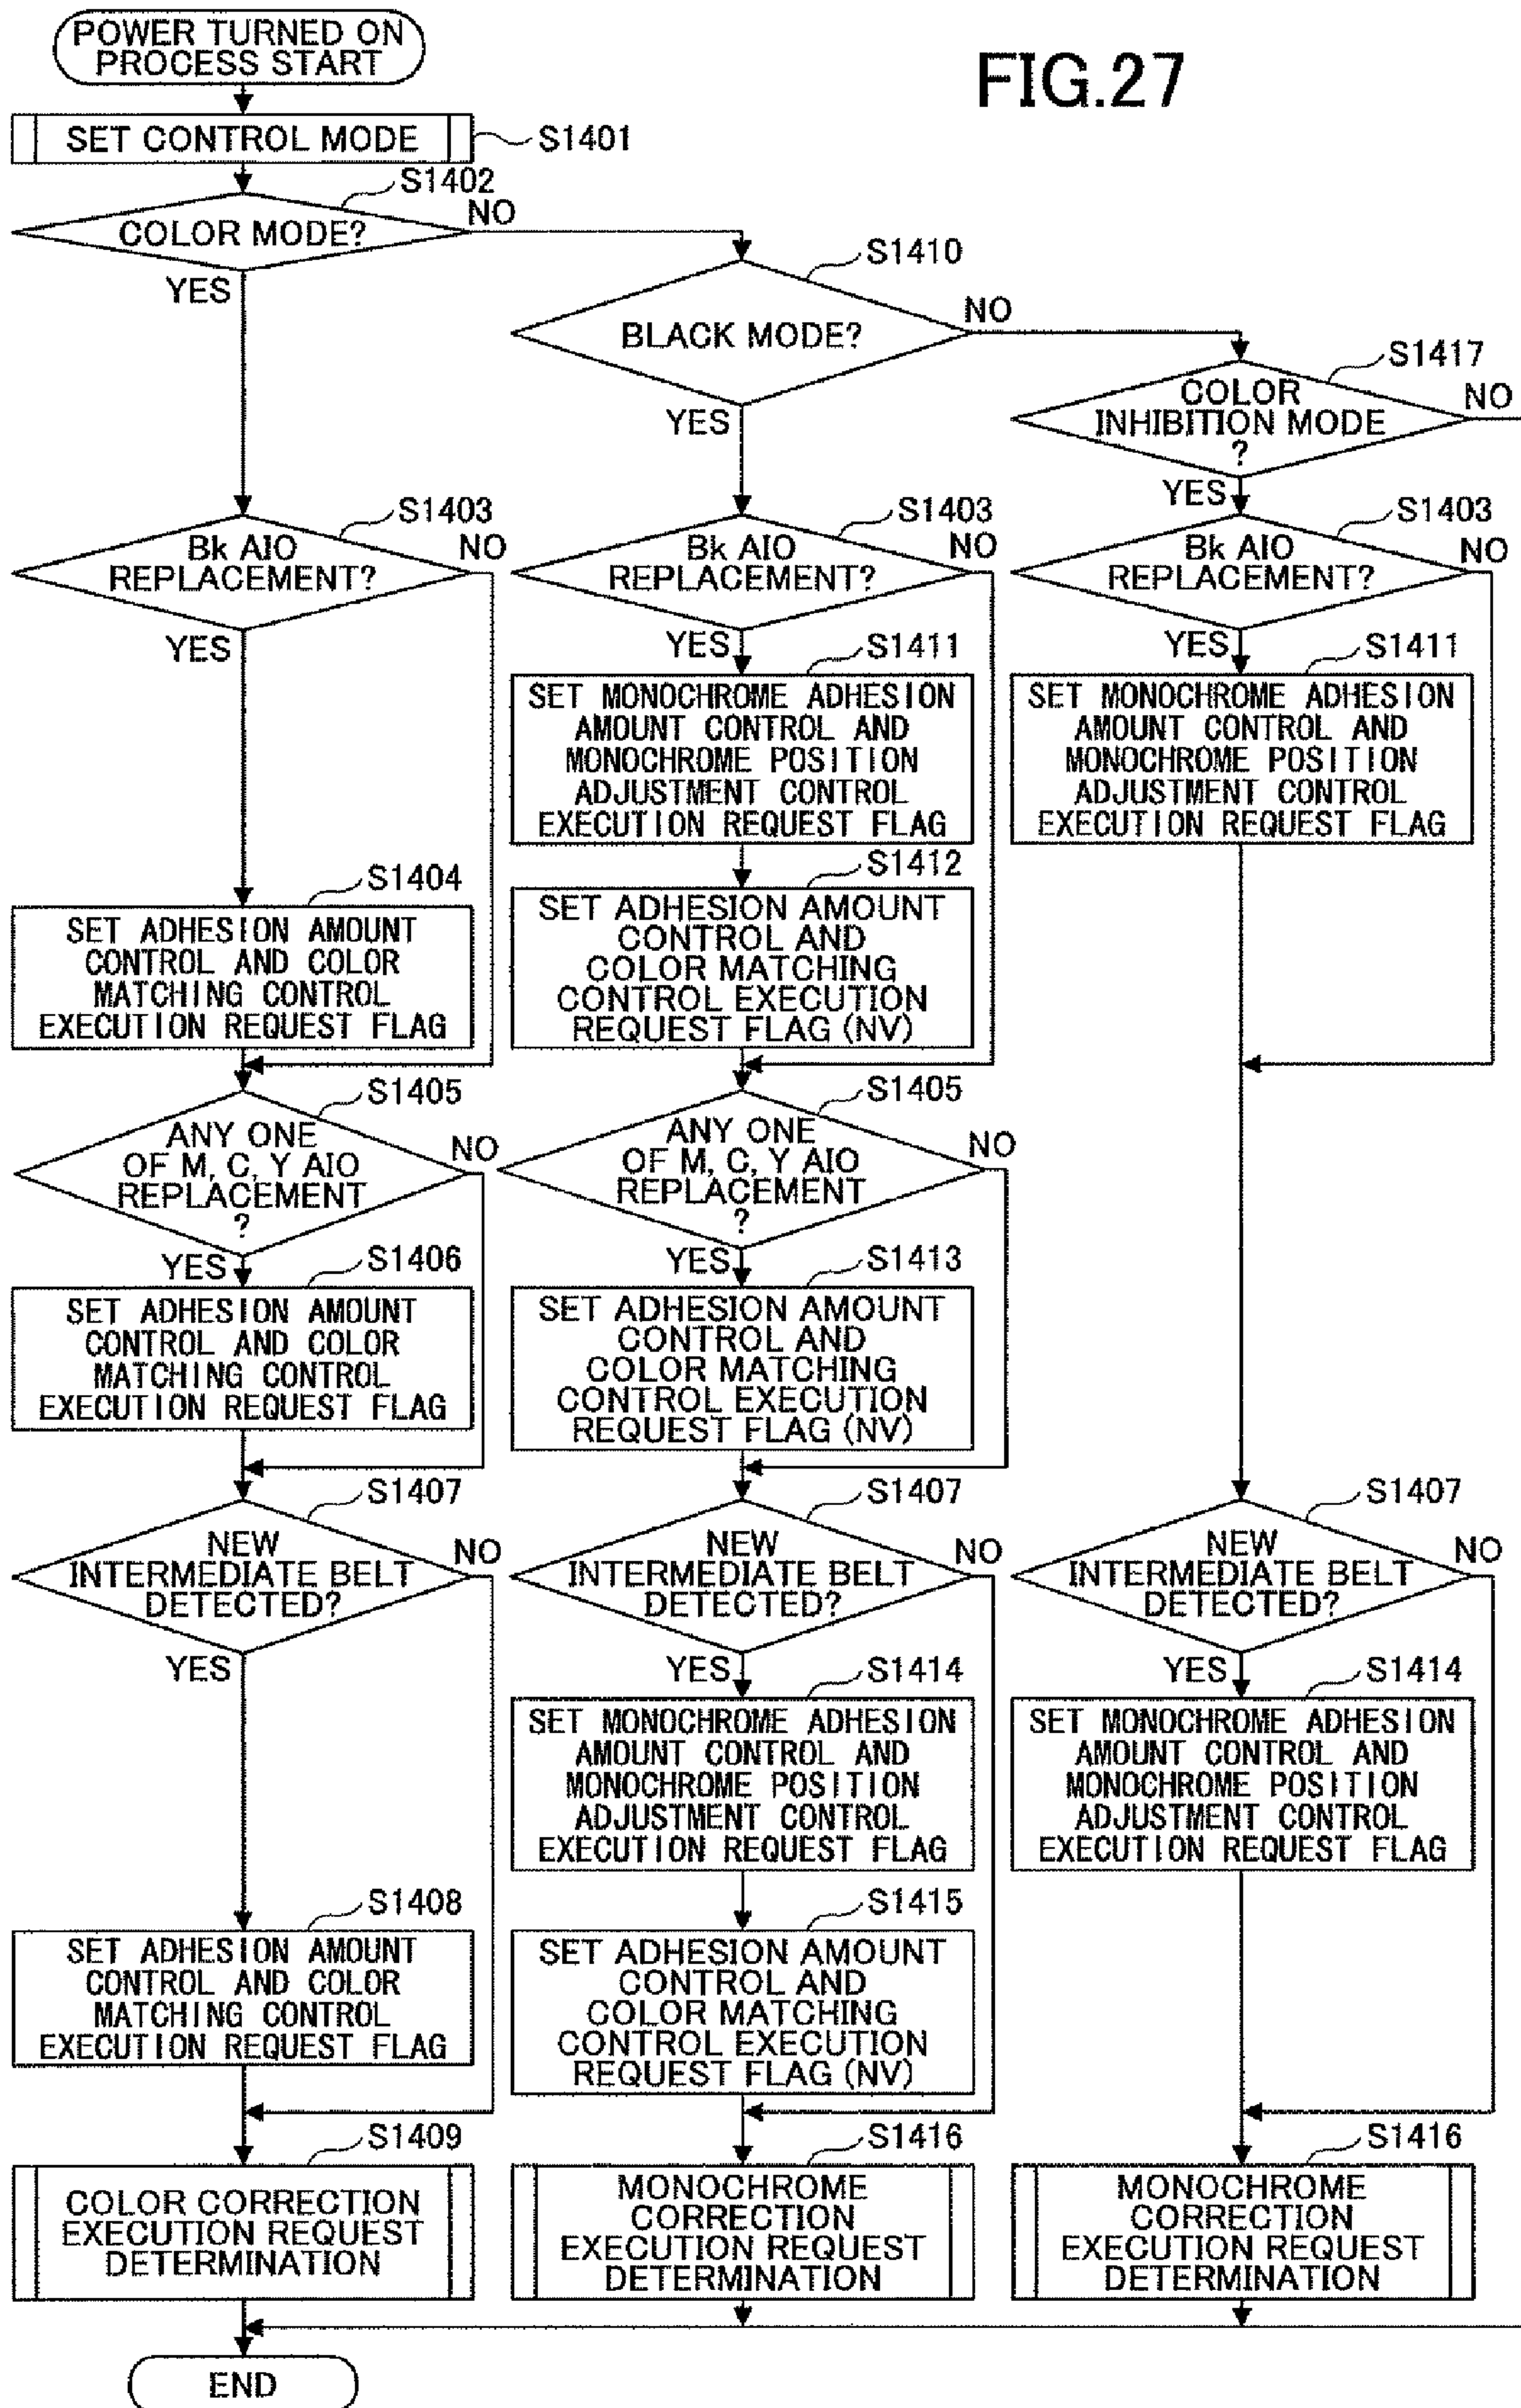 FIG.27
POWER TURNED ON
PROCESS START
SET CONTROL MODE
S1401
S1402
COLOR MODE?
NO
YES
S1410
BLACK MODE?
NO
YES
S1417
COLOR
INHIBITION MODE
?
NO
YES
S1403
Bk AIO
REPLACEMENT?
NO
YES
S1404
SET ADHESION AMOUNT
CONTROL AND COLOR
MATCHING CONTROL
EXECUTION REQUEST FLAG
S1405
ANY ONE
OF M, C, Y AIO
REPLACEMENT
?
NO
YES
S1406
SET ADHESION AMOUNT
CONTROL AND COLOR
MATCHING CONTROL
EXECUTION REQUEST FLAG
S1407
NEW
INTERMEDIATE BELT
DETECTED?
NO
YES
S1408
SET ADHESION AMOUNT
CONTROL AND COLOR
MATCHING CONTROL
EXECUTION REQUEST FLAG
S1409
COLOR CORRECTION
EXECUTION REQUEST
DETERMINATION
END
S1403
Bk AIO
REPLACEMENT?
NO
YES
S1411
SET MONOCHROME ADHESION
AMOUNT CONTROL AND
MONOCHROME POSITION
ADJUSTMENT CONTROL
EXECUTION REQUEST FLAG
S1412
SET ADHESION AMOUNT
CONTROL AND
COLOR MATCHING
CONTROL EXECUTION
REQUEST FLAG (NV)
S1405
ANY ONE
OF M, C, Y AIO
REPLACEMENT
?
NO
YES
S1413
SET ADHESION AMOUNT
CONTROL AND
COLOR MATCHING
CONTROL EXECUTION
REQUEST FLAG (NV)
S1407
NEW
INTERMEDIATE BELT
DETECTED?
NO
YES
S1414
SET MONOCHROME ADHESION
AMOUNT CONTROL AND
MONOCHROME POSITION
ADJUSTMENT CONTROL
EXECUTION REQUEST FLAG
S1415
SET ADHESION AMOUNT
CONTROL AND
COLOR MATCHING
CONTROL EXECUTION
REQUEST FLAG (NV)
S1416
MONOCHROME
CORRECTION
EXECUTION REQUEST
DETERMINATION
S1403
Bk AIO
REPLACEMENT?
NO
YES
S1411
SET MONOCHROME ADHESION
AMOUNT CONTROL AND
MONOCHROME POSITION
ADJUSTMENT CONTROL
EXECUTION REQUEST FLAG
S1407
NEW
INTERMEDIATE BELT
DETECTED?
NO
YES
S1414
SET MONOCHROME ADHESION
AMOUNT CONTROL AND
MONOCHROME POSITION
ADJUSTMENT CONTROL
EXECUTION REQUEST FLAG
S1416
MONOCHROME
CORRECTION
EXECUTION REQUEST
DETERMINATION